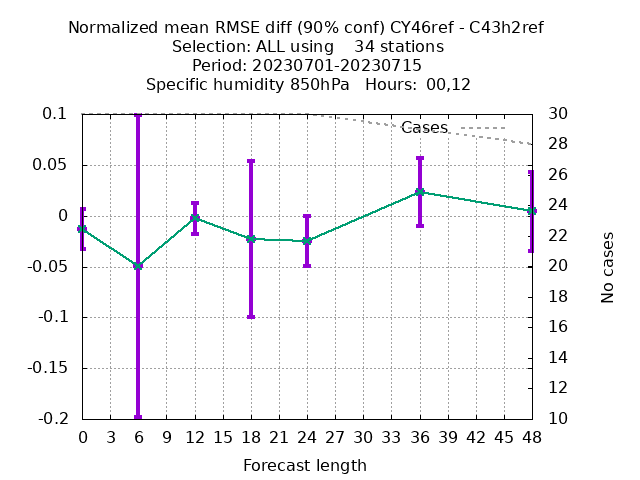 Normalized mean RMSE diff (90% conf) CY46ref - C43h2ref
Selection: ALL using 34 stations
Period: 20230701-20230715
Specific humidity 850hPa Hours: 00,12
0.1
0.05
0
-0.05
-0.1
-0.15
-0.2
Cases
30
28
26
24
22
20
18
16
14
12
10
No cases
0 3 6 9 12 15 18 21 24 27 30 33 36 39 42 45 48
Forecast length